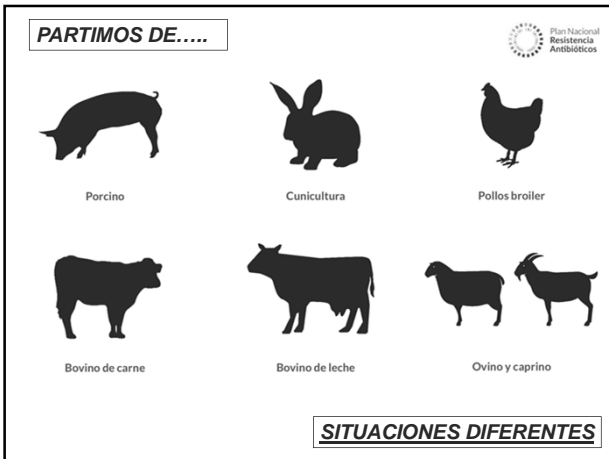 PARTIMOS DE…..
Plan Nacional
Resistencia
Antibióticos
Porcino
Cunicultura
Pollos broiler
Bovino de carne
Bovino de leche
Ovino y caprino
SITUACIONES DIFERENTES